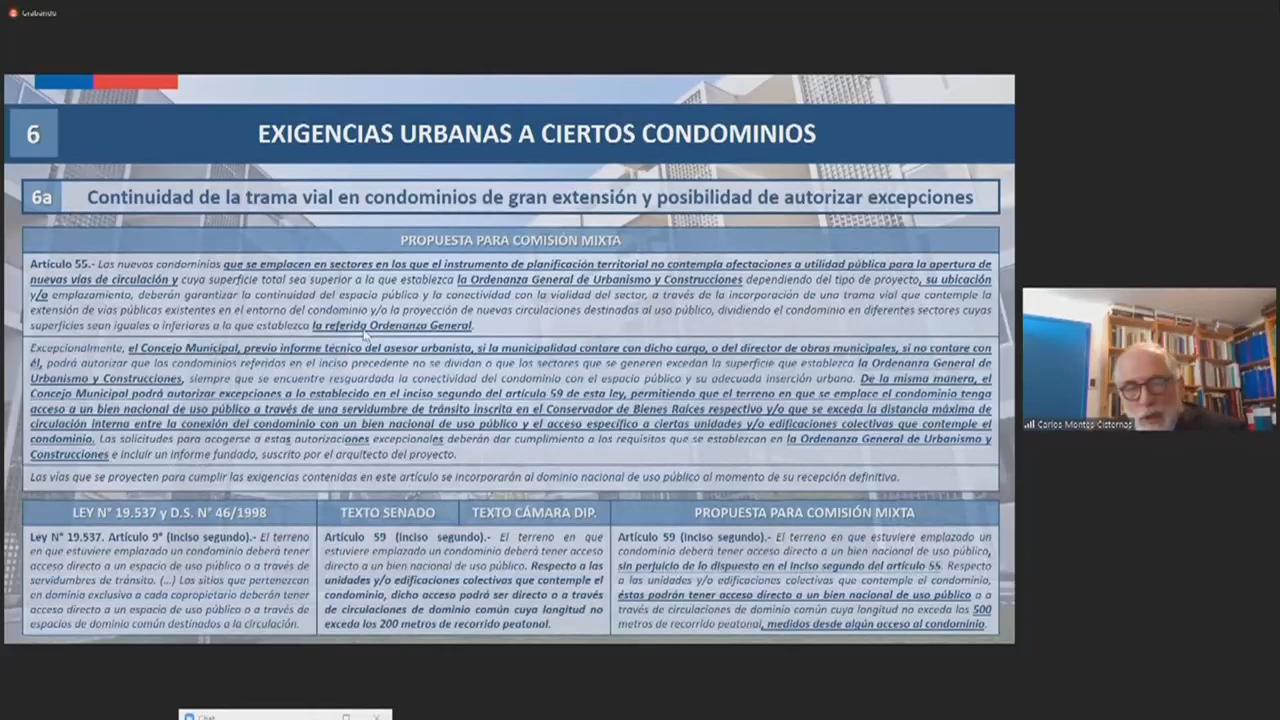 Grabando
6
EXIGENCIAS URBANAS A CIERTOS CONDOMINIOS
6a
Continuidad de la trama vial en condominios de gran extensión y posibilidad de autorizar excepciones
PROPUESTA PARA COMISIÓN MIXTA
Artículo 55.- Los nuevos condominios que se emplacen en sectores en los que el instrumento de planificación territorial no contempla afectaciones a utilidad pública para la apertura de
nuevas vías de circulación y cuya superficie total sea superior a la que establezca la Ordenanza General de Urbanismo y Construcciones dependiendo del tipo de proyecto, su ubicación
y/o emplazamiento, deberán garantizar la continuidad del espacio público y la conectividad con la vialidad del sector, a través de la incorporación de una trama vial que contemple la
extensión de vías públicas existentes en el entorno del condominio y/o la proyección de nuevas circulaciones destinadas al uso público, dividiendo el condominio en diferentes sectores cuyas
superficies sean iguales o inferiores a la que establezca la referida Ordenanza General.
Excepcionalmente, el Concejo Municipal, previo informe técnico del asesor urbanista, si la municipalidad contare con dicho cargo, o del director de obras municipales, si no contare con
él, podrá autorizar que los condominios referidos en el inciso precedente no se dividan o que los sectores que se generen excedan la superficie que establezca la Ordenanza General de
Urbanismo y Construcciones, siempre que se encuentre resguardada la conectividad del condominio con el espacio público y su adecuada inserción urbana. De la misma manera, el
Concejo Municipal podrá autorizar excepciones a lo establecido en el inciso segundo del artículo 59 de esta ley, permitiendo que el terreno en que se emplace el condominio tenga
acceso a un bien nacional de uso público a través de una servidumbre de tránsito inscrita en el Conservador de Bienes Raíces respectivo y/o que se exceda la distancia máxima de
circulación interna entre la conexión del condominio con un bien nacional de uso público y el acceso específico a ciertas unidades y/o edificaciones colectivas que contemple el
condominio. Las solicitudes para acogerse a estas autorizaciones excepcionales deberán dar cumplimiento a los requisitos que se establezcan en la Ordenanza General de Urbanismo y
Construcciones e incluir un informe fundado, suscrito por el arquitecto del proyecto.
Las vías que se proyecten para cumplir las exigencias contenidas en este artículo se incorporarán al dominio nacional de uso público al momento de su recepción definitiva.
LEY N° 19.537 y D.S. N° 46/1998
Ley N° 19.537. Artículo 9° (inciso segundo).- El terreno
en que estuviere emplazado un condominio deberá tener
acceso directo a un espacio de uso público o a través de
servidumbres de tránsito. (...) Los sitios que pertenezcan
en dominio exclusivo a cada copropietario deberán tener
acceso directo a un espacio de uso público o a través de
espacios de dominio común destinados a la circulación.
TEXTO SENADO
TEXTO CÁMARA DIP.
Artículo 59 (inciso segundo).- El terreno en que
estuviere emplazado un condominio deberá tener acceso
directo a un bien nacional de uso público. Respecto a las
unidades y/o edificaciones colectivas que contemple el
condominio, dicho acceso podrá ser directo o a través
de circulaciones de dominio común cuya longitud no
exceda los 200 metros de recorrido peatonal.
PROPUESTA PARA COMISIÓN MIXTA
Artículo 59 (inciso segundo).- El terreno en que estuviere emplazado un
condominio deberá tener acceso directo a un bien nacional de uso público,
sin perjuicio de lo dispuesto en el inciso segundo del artículo 55. Respecto
a las unidades y/o edificaciones colectivas que contemple el condominio,
éstas podrán tener acceso directo a un bien nacional de uso público o a
través de circulaciones de dominio común cuya longitud no exceda los 500
metros de recorrido peatonal, medidos desde algún acceso al condominio.
Carlos Montes Cisternas
Chat